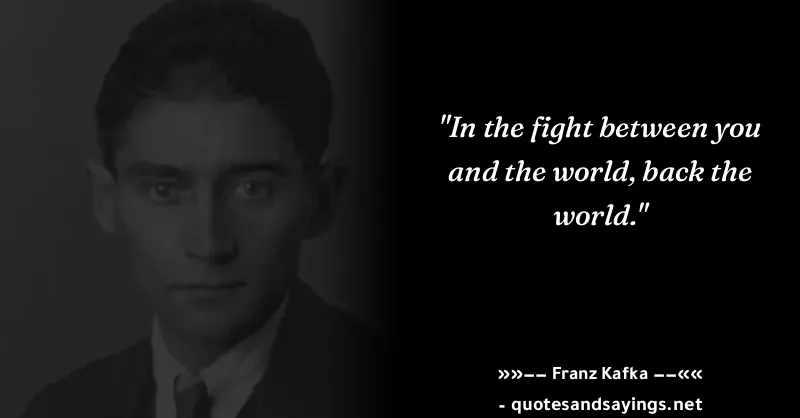 "In the fight between you
and the world, back the
world."
»»–– Franz Kafka ––««
- quotesandsayings.net